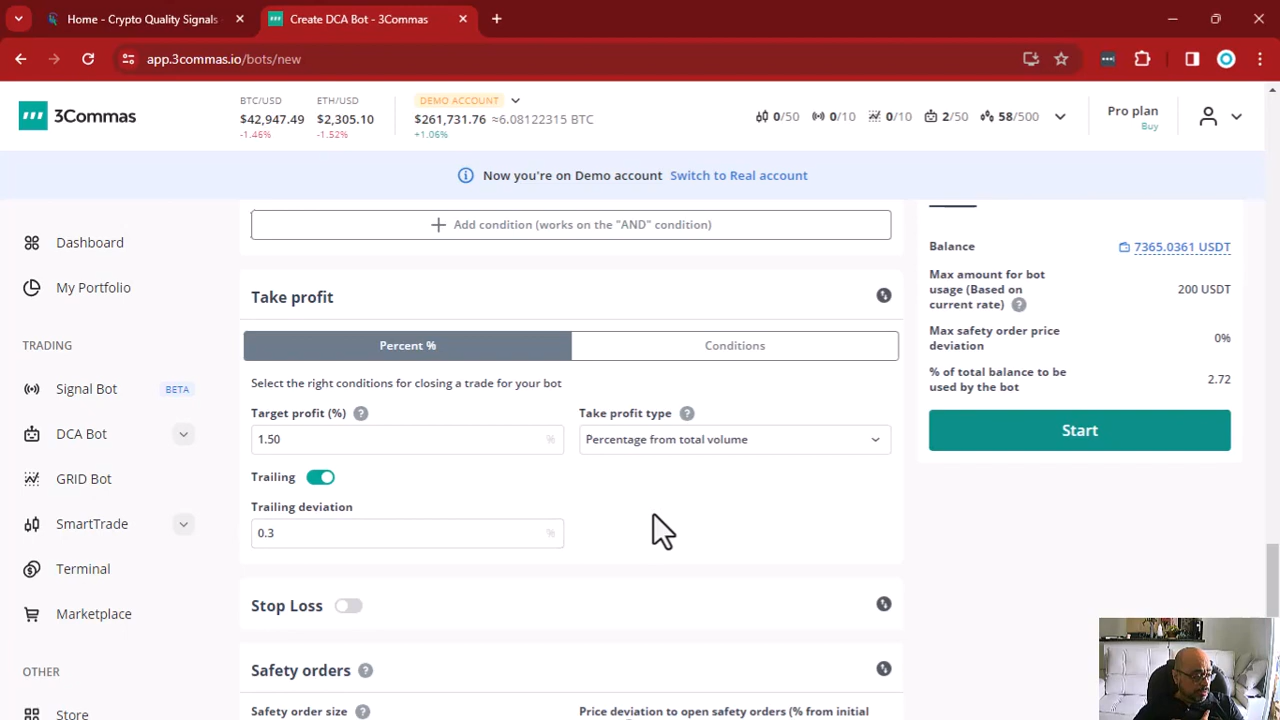 Home - Crypto Quality Signals
Create DCA Bot - 3Commas
app.3commas.io/bots/new
3Commas
BTC/USD
$42,947.49
-1.46%
ETH/USD
$2,305.10
-1.52%
DEMO ACCOUNT
$261,731.76 ≈6.08122315 BTC
+1.06%
0/50
0/10
0/10
2/50
58/500
Pro plan
Buy
Now you're on Demo account Switch to Real account
Dashboard
My Portfolio
TRADING
Signal Bot BETA
DCA Bot
GRID Bot
SmartTrade
Terminal
Marketplace
OTHER
Store
Add condition (works on the "AND" condition)
Take profit
Percent %
Conditions
Select the right conditions for closing a trade for your bot
Target profit (%) ?
1.50 %
Take profit type ?
Percentage from total volume
Trailing
Trailing deviation
0.3 %
Stop Loss
Safety orders ?
Safety order size ?
Price deviation to open safety orders (% from initial
Balance
7365.0361 USDT
Max amount for bot
usage (Based on
current rate) ?
200 USDT
Max safety order price
deviation
0%
% of total balance to be
used by the bot
2.72
Start